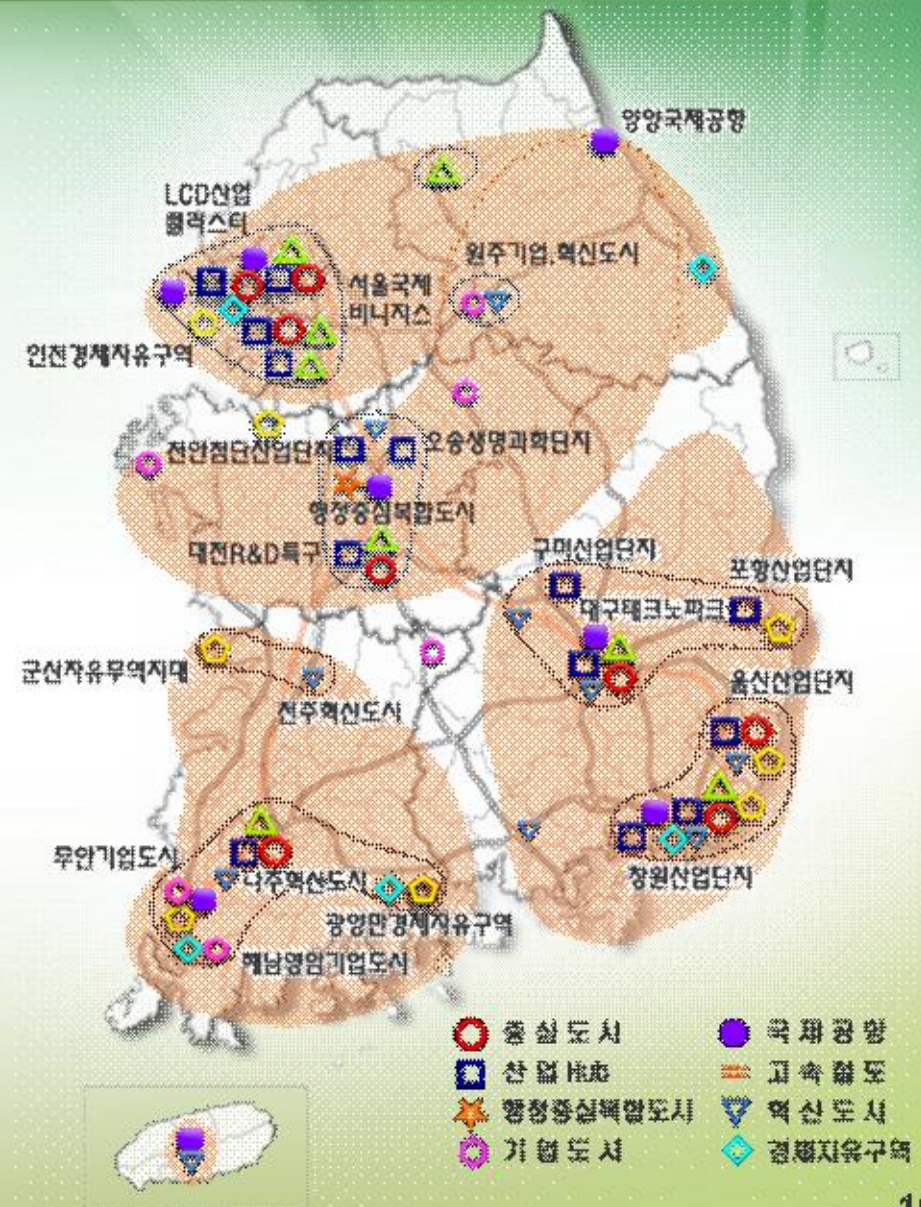 양양국제공항
LCD산업
클러스터
원주기업.혁신도시
서울국제
비니지스
인천경제자유구역
천안첨단산업단지
오송생명과학단지
행정중심복합도시
대전R&D특구
구미산업단지
포항산업단지
대구테크노파크
군산자유무역지대
울산산업단지
전주혁신도시
무안기업도시
나주혁신도시
창원산업단지
광양만경제자유구역
해남영암기업도시
중심도시
국제공항
산업 Hub
고속철도
행정중심복합도시
혁신도시
기업도시
경제자유구역